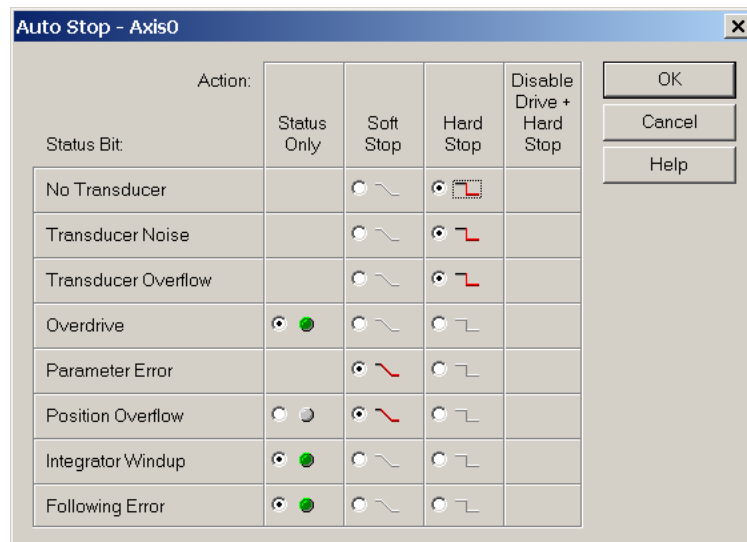 Auto Stop - Axis0
Action:
Status Bit:
Status
Only
Soft
Stop
Hard
Stop
Disable
Drive +
Hard
Stop
OK
Cancel
Help
No Transducer
Transducer Noise
Transducer Overflow
Overdrive
Parameter Error
Position Overflow
Integrator Windup
Following Error